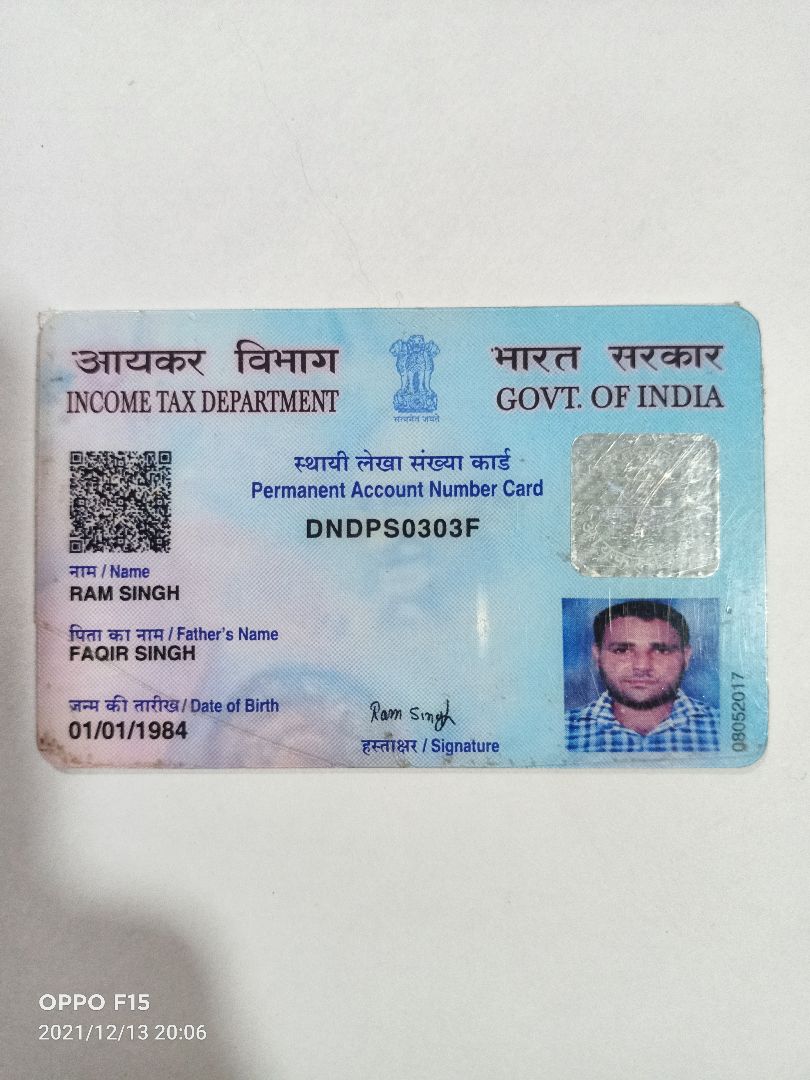 आयकर विभाग
INCOME TAX DEPARTMENT
सत्यमेव जयते
भारत सरकार
GOVT. OF INDIA
स्थायी लेखा संख्या कार्ड
Permanent Account Number Card
DNDPS0303F
नाम / Name
RAM SINGH
पिता का नाम / Father's Name
FAQIR SINGH
जन्म की तारीख / Date of Birth
01/01/1984
Ram Singh
हस्ताक्षर / Signature
08052017
OPPO F15
2021/12/13 20:06